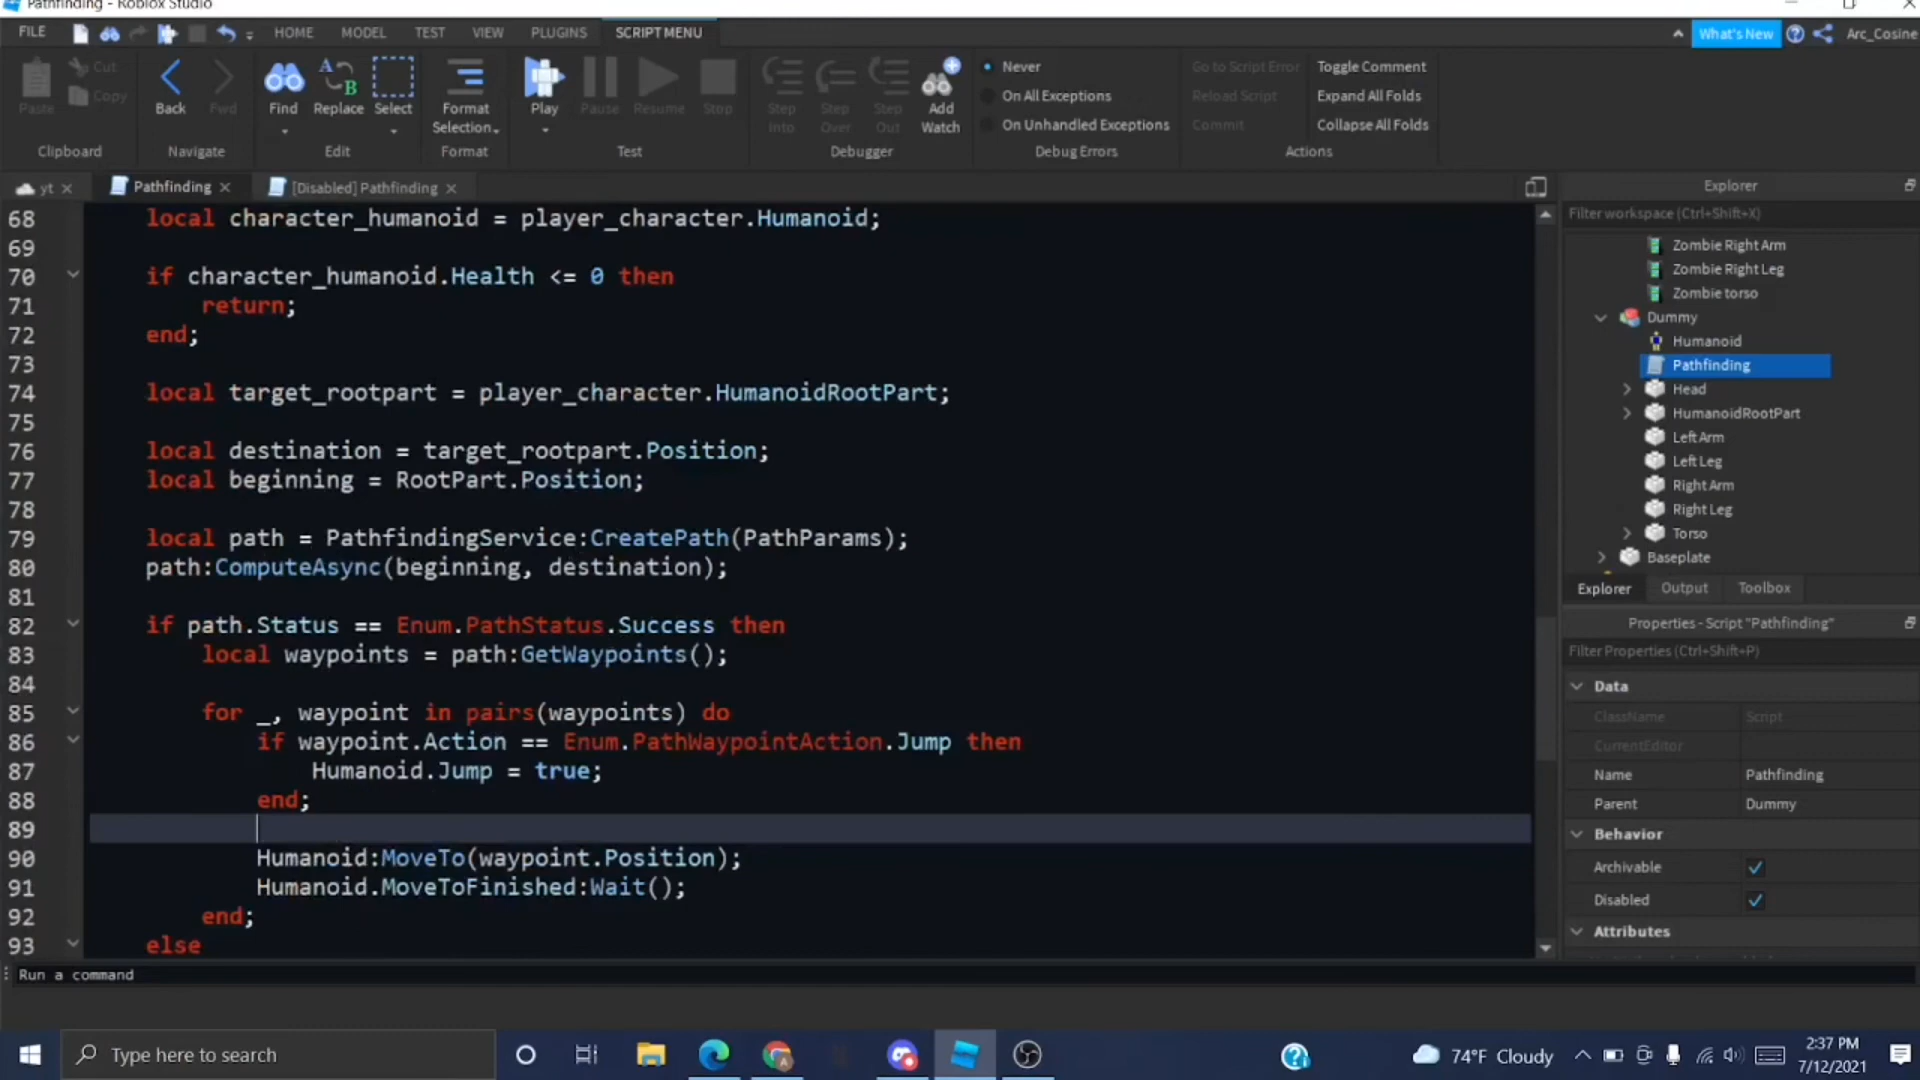 Pathfinding - Roblox Studio
FILE
HOME
MODEL
TEST
VIEW
PLUGINS
SCRIPT MENU
What's New
Arc_Cosine
Paste
Cut
Copy
Clipboard
Back
Fwd
Navigate
Find
Replace
Select
Edit
Format
Selection
Format
Play
Pause
Resume
Stop
Test
Step
Into
Step
Over
Step
Out
Add
Watch
Debugger
Never
On All Exceptions
On Unhandled Exceptions
Debug Errors
Go to Script Error
Reload Script
Commit
Toggle Comment
Expand All Folds
Collapse All Folds
Actions
yt
Pathfinding
[Disabled] Pathfinding
68 local character_humanoid = player_character.Humanoid;
69
70 if character_humanoid.Health <= 0 then
71 return;
72 end;
73
74 local target_rootpart = player_character.HumanoidRootPart;
75
76 local destination = target_rootpart.Position;
77 local beginning = RootPart.Position;
78
79 local path = PathfindingService:CreatePath(PathParams);
80 path:ComputeAsync(beginning, destination);
81
82 if path.Status == Enum.PathStatus.Success then
83 local waypoints = path:GetWaypoints();
84
85 for _, waypoint in pairs(waypoints) do
86 if waypoint.Action == Enum.PathWaypointAction.Jump then
87 Humanoid.Jump = true;
88 end;
89
90 Humanoid:MoveTo(waypoint.Position);
91 Humanoid.MoveToFinished:Wait();
92 end;
93 else
Run a command
Explorer
Filter workspace (Ctrl+Shift+X)
Zombie Right Arm
Zombie Right Leg
Zombie torso
Dummy
Humanoid
Pathfinding
Head
HumanoidRootPart
Left Arm
Left Leg
Right Arm
Right Leg
Torso
Baseplate
Explorer
Output
Toolbox
Properties - Script "Pathfinding"
Filter Properties (Ctrl+Shift+P)
Data
ClassName Script
CurrentEditor
Name Pathfinding
Parent Dummy
Behavior
Archivable
Disabled
Attributes
Type here to search
74°F Cloudy
2:37 PM
7/12/2021